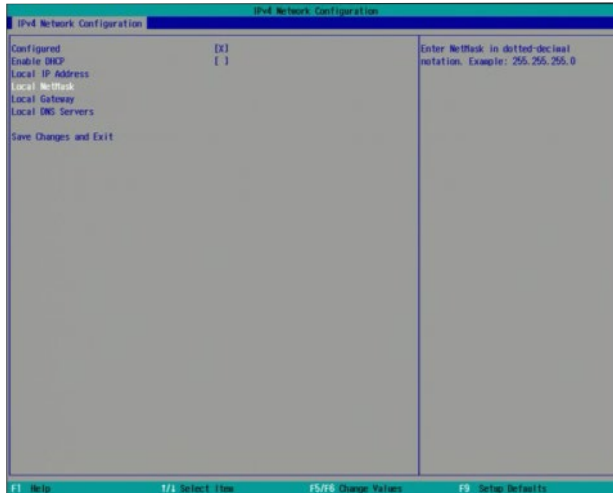 IPv4 Network Configuration
IPv4 Network Configuration
Configured [X]
Enable DHCP [ ]
Local IP Address
Local NetMask
Local Gateway
Local DNS Servers
Save Changes and Exit
Enter NetMask in dotted-decimal
notation. Example: 255.255.255.0
F1 Help ↑/↓ Select Item F5/F6 Change Values F9 Setup Defaults